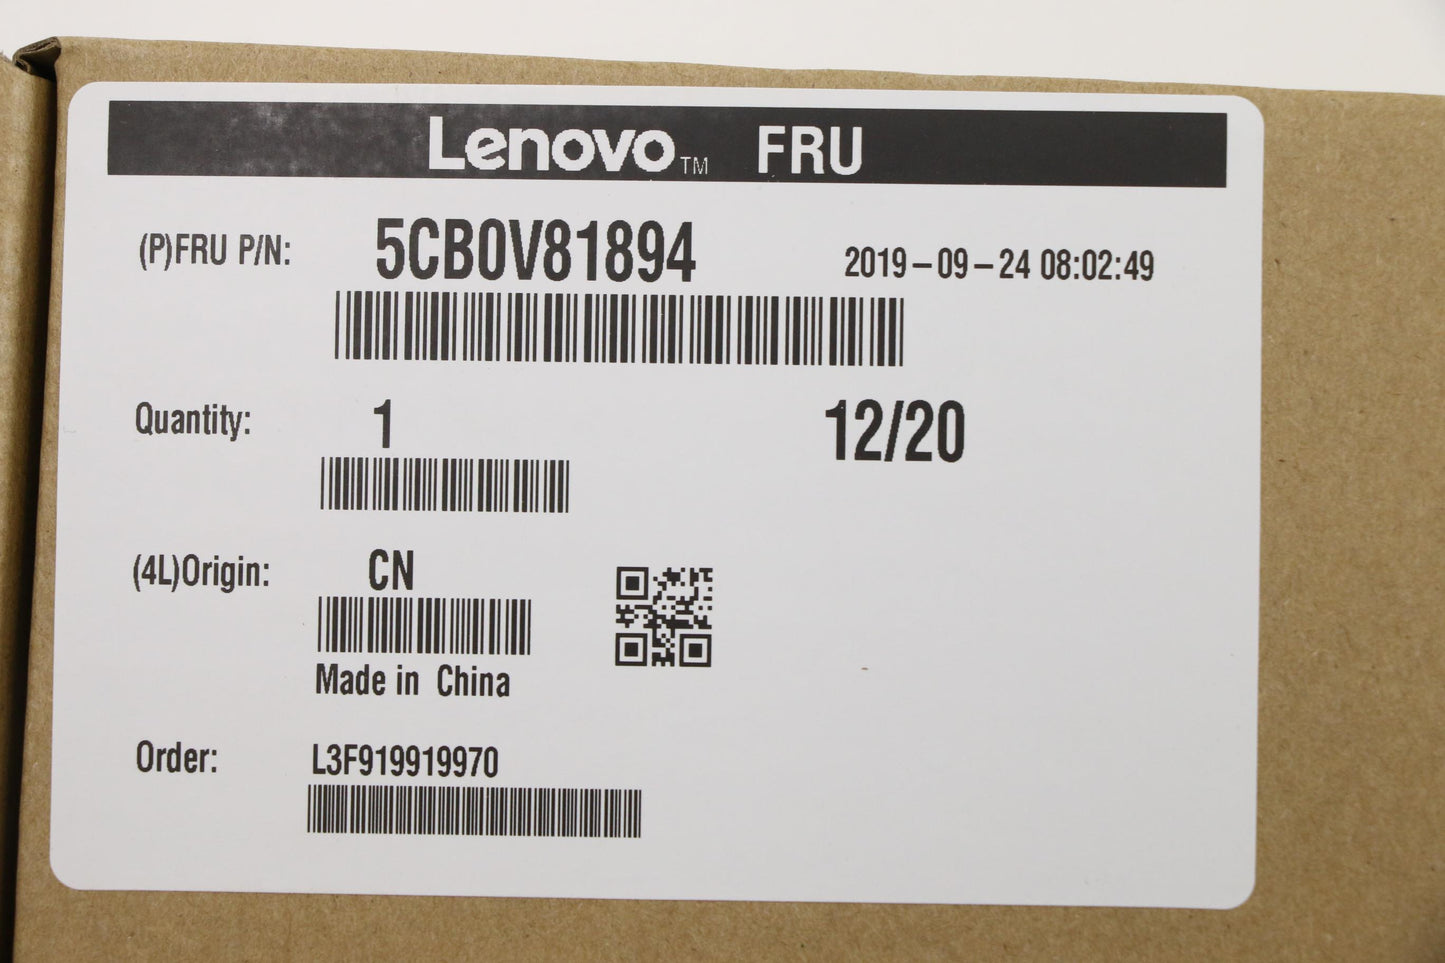 Lenovo™ FRU
(P)FRU P/N: 5CB0V81894 2019-09-24 08:02:49
Quantity: 1 12/20
(4L)Origin: CN
Made in China
Order: L3F919919970